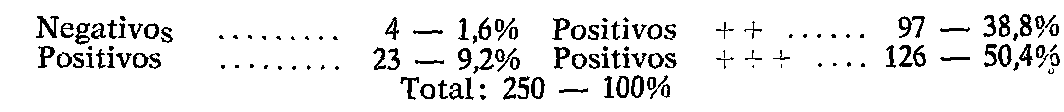 Negativos ......... 4 — 1,6% Positivos ++ ...... 97 — 38,8%
Positivos ......... 23 — 9,2% Positivos +++ .... 126 — 50,4%
Total: 250 — 100%